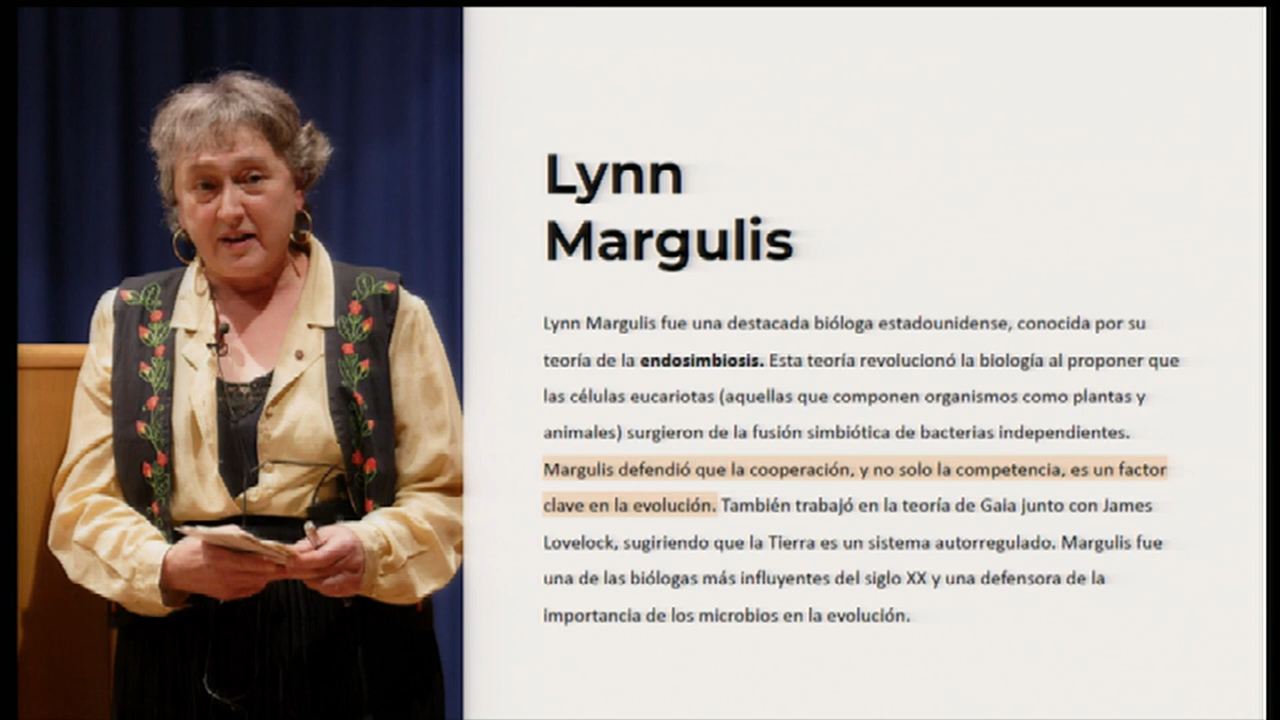 Lynn
Margulis
Lynn Margulis fue una destacada bióloga estadounidense, conocida por su
teoría de la endosimbiosis. Esta teoría revolucionó la biología al proponer que
las células eucariotas (aquellas que componen organismos como plantas y
animales) surgieron de la fusión simbiótica de bacterias independientes.
Margulis defendió que la cooperación, y no solo la competencia, es un factor
clave en la evolución. También trabajó en la teoría de Gaia junto con James
Lovelock, sugiriendo que la Tierra es un sistema autorregulado. Margulis fue
una de las biólogas más influyentes del siglo XX y una defensora de la
importancia de los microbios en la evolución.